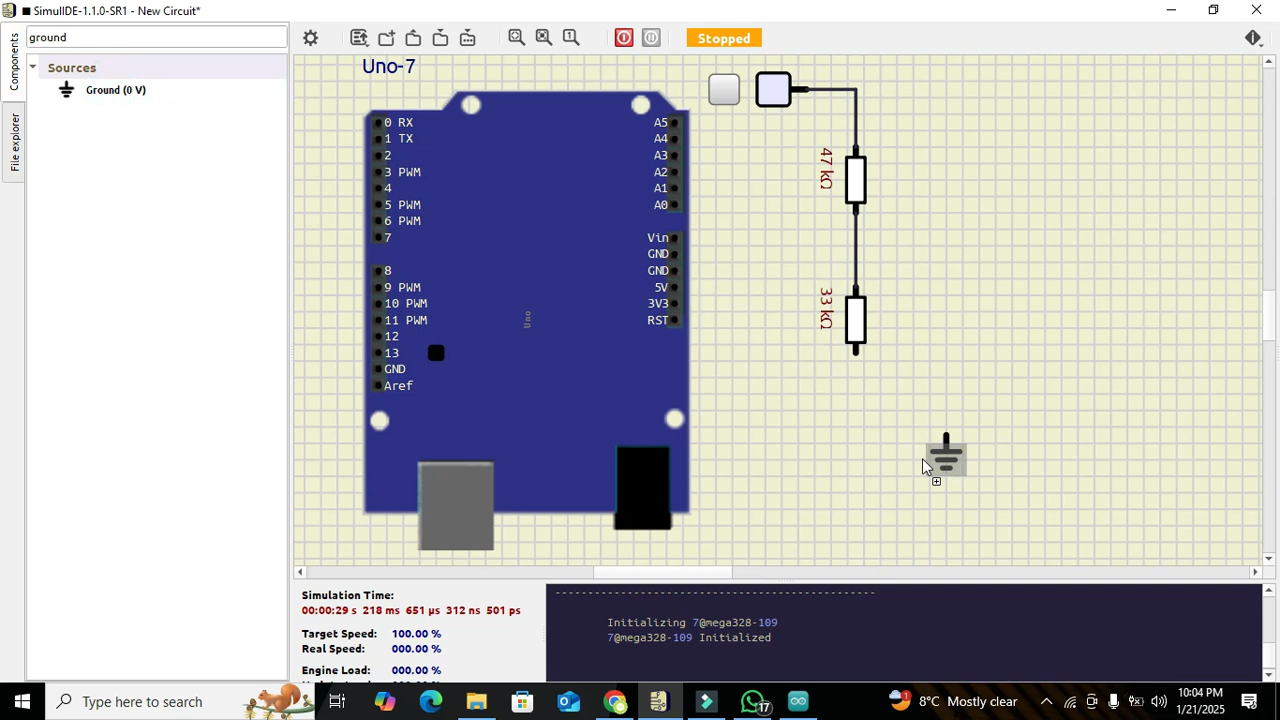 SimulIDE-1.1.0-SR1 - New Circuit*
Components
File explorer
ground
Sources
Ground (0 V)
Stopped
Uno-7
0 RX
1 TX
2
3 PWM
4
5 PWM
6 PWM
7
8
9 PWM
10 PWM
11 PWM
12
13
GND
Aref
Uno
A5
A4
A3
A2
A1
A0
Vin
GND
GND
5V
3V3
RST
47 kΩ
33 kΩ
Simulation Time:
00:00:29 s 218 ms 651 µs 312 ns 501 ps
Target Speed: 100.00 %
Real Speed: 000.00 %
Engine Load: 000.00 %
Initializing 7@mega328-109
7@mega328-109 Initialized
Type here to search
17
1
8°C Mostly clear
10:04 PM
1/21/2025